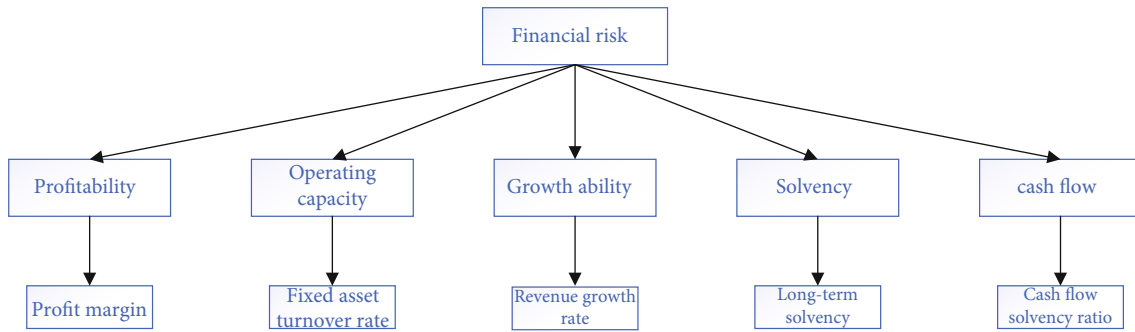 Financial risk
Profitability
Operating
capacity
Growth ability
Solvency
cash flow
Profit margin
Fixed asset
turnover rate
Revenue growth
rate
Long-term
solvency
Cash flow
solvency ratio